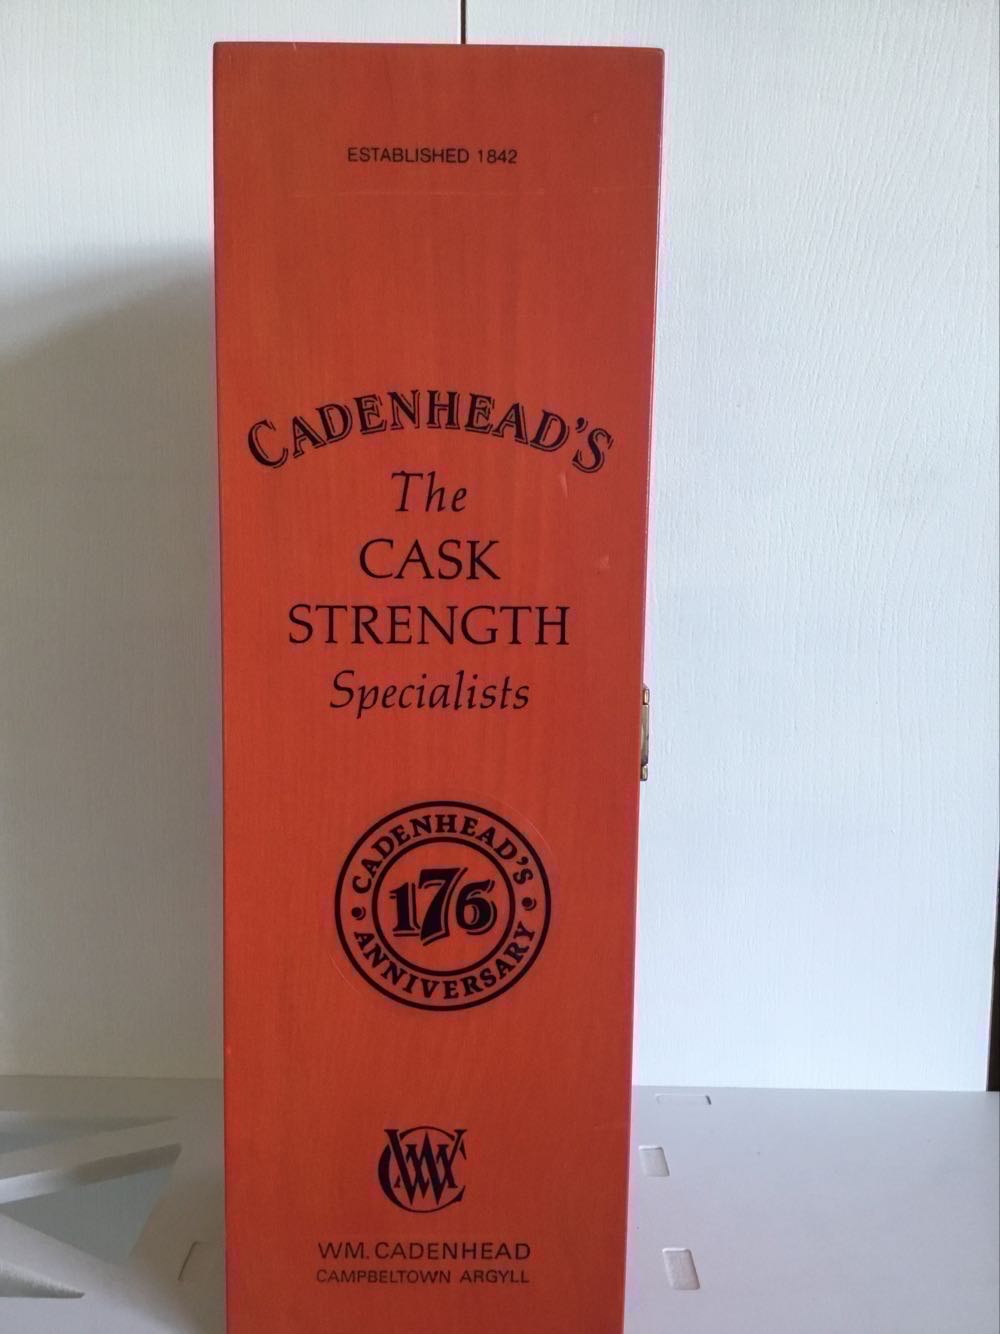 ESTABLISHED 1842
CADENHEAD'S
The
CASK
STRENGTH
Specialists
CADENHEAD'S
176
ANNIVERSARY
WM. CADENHEAD
CAMPBELTOWN ARGYLL